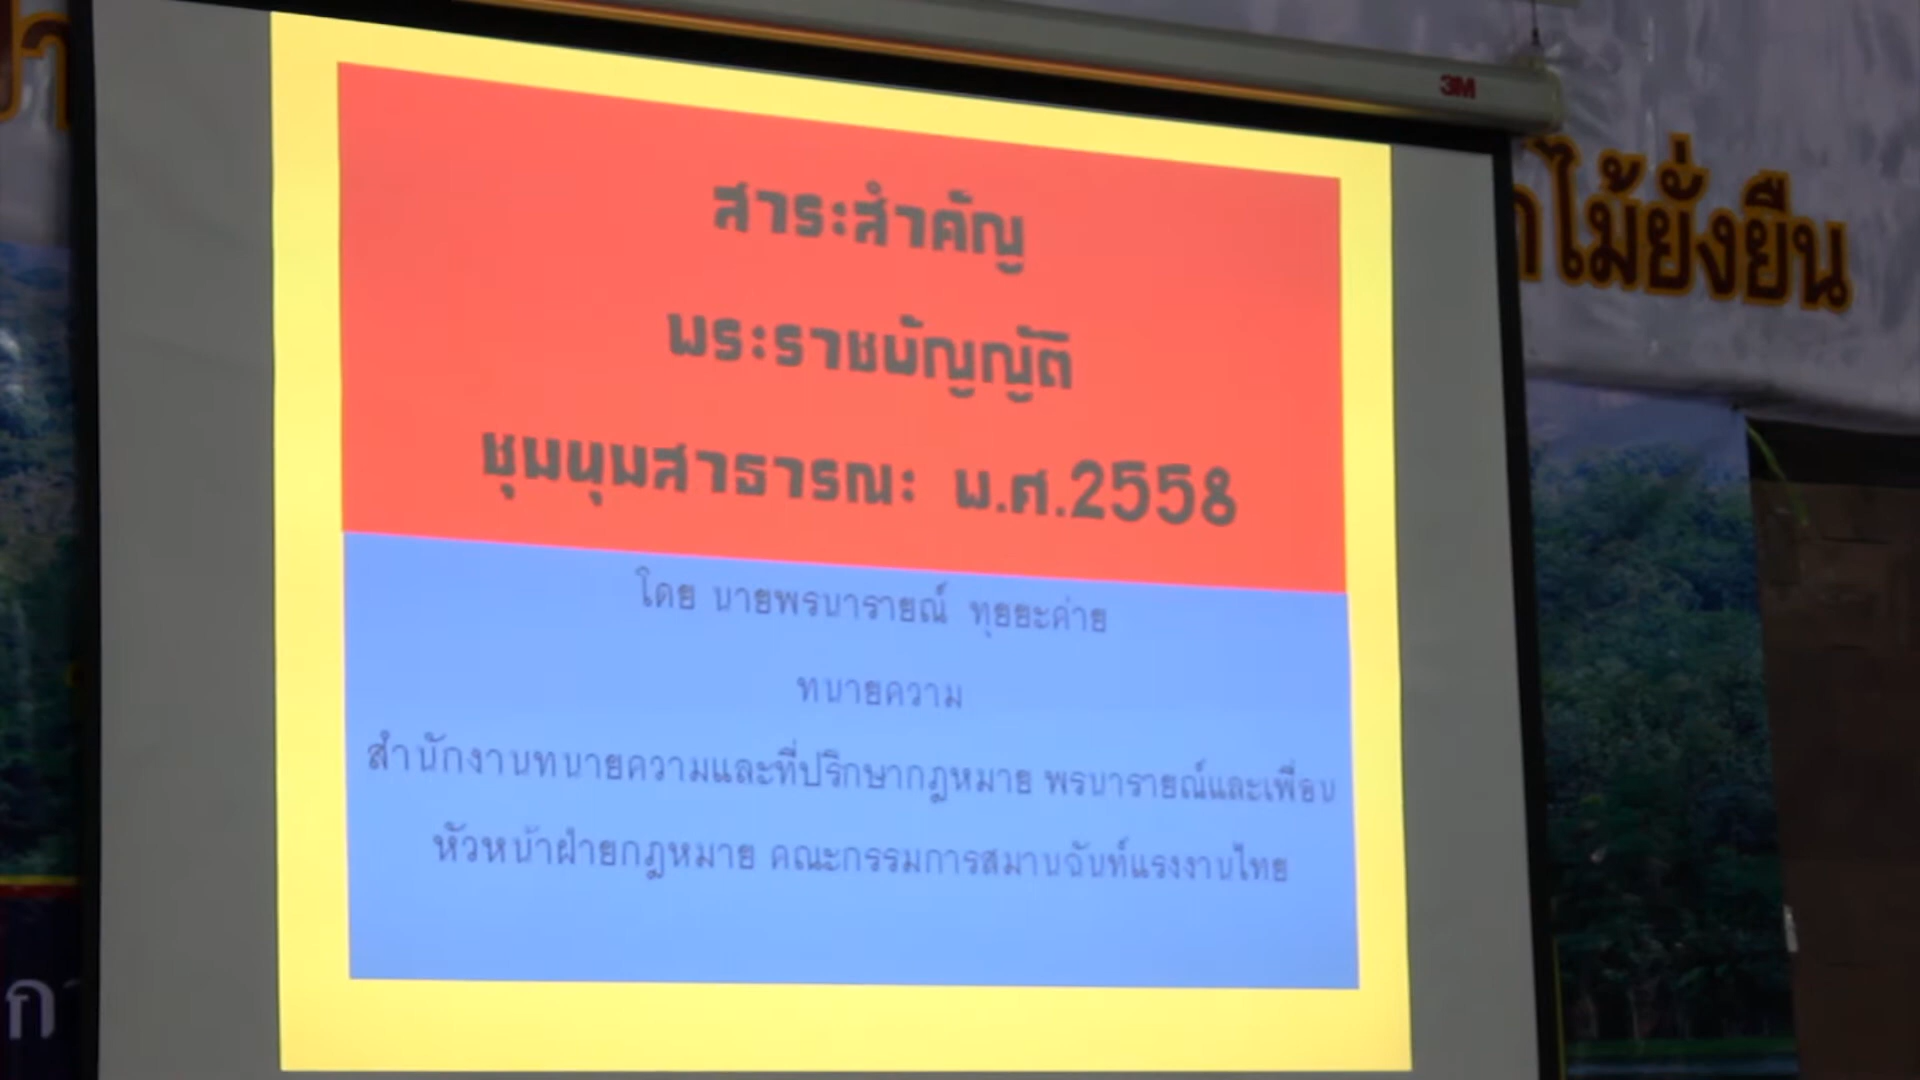 3M
ไม้ยั่งยืน
สาระสำคัญ
พระราชบัญญัติ
ชุมนุมสาธารณะ พ.ศ.2558
โดย นายพรนารายณ์ ทุยยะค่าย
ทนายความ
สำนักงานทนายความและที่ปรึกษากฎหมาย พรนารายณ์และเพื่อน
หัวหน้าฝ่ายกฎหมาย คณะกรรมการสมานฉันท์แรงงานไทย